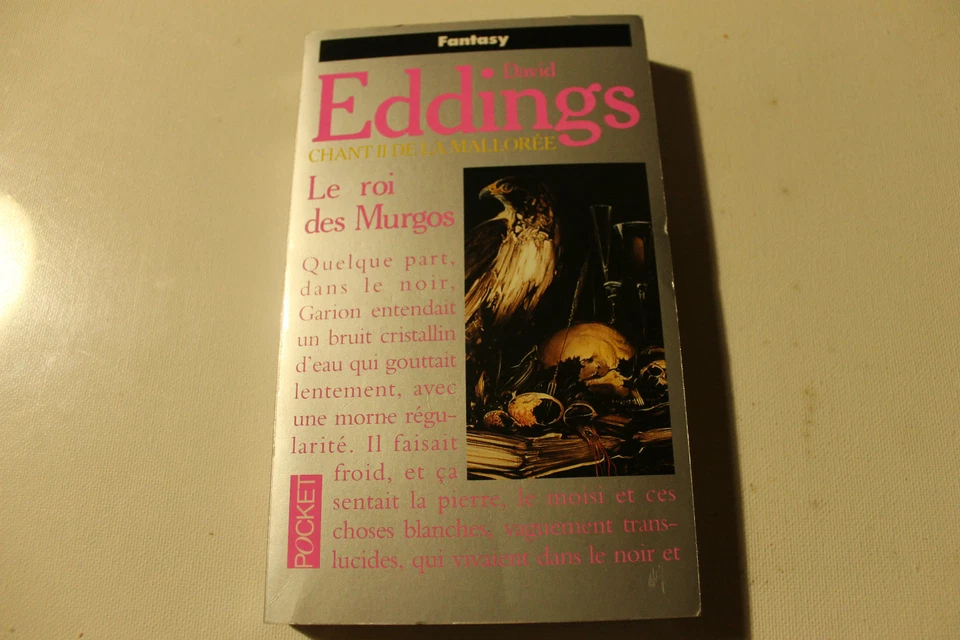 Fantasy
David
Eddings
CHANT II DE LA MALLORÉE
Le roi
des Murgos
Quelque part,
dans le noir,
Garion entendait
un bruit cristallin
d'eau qui gouttait
lentement, avec
une morne régu-
larité. Il faisait
froid, et ça
sentait la pierre, le moisi et ces
choses blanches, vaguement trans-
lucides, qui vivaient dans le noir et
POCKET